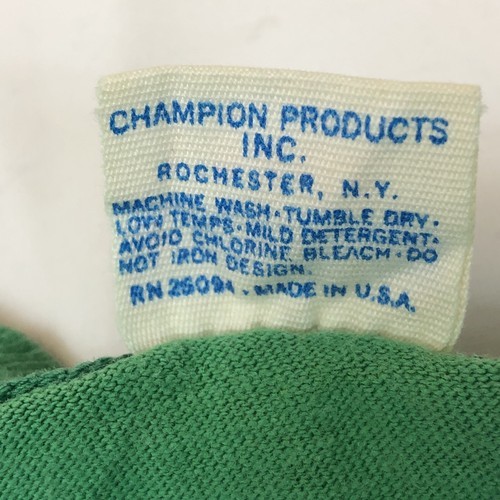 CHAMPION PRODUCTS
INC.
ROCHESTER, N.Y.
MACHINE WASH·TUMBLE DRY·
LOW TEMPS·MILD DETERGENT·
AVOID CHLORINE BLEACH·DO
NOT IRON DESIGN.
RN 26094. MADE IN U.S.A.